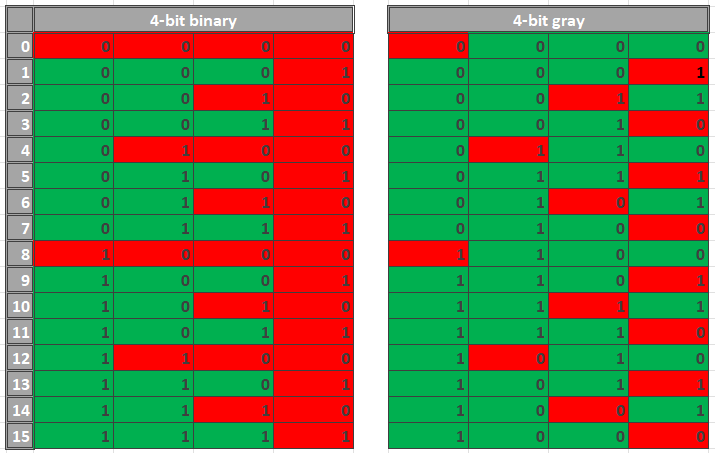 4-bit binary 4-bit gray
0 0 0 0 0 0 0 0 0
1 0 0 0 1 0 0 0 1
2 0 0 1 0 0 0 1 1
3 0 0 1 1 0 0 1 0
4 0 1 0 0 0 1 1 0
5 0 1 0 1 0 1 1 1
6 0 1 1 0 0 1 0 1
7 0 1 1 1 0 1 0 0
8 1 0 0 0 1 1 0 0
9 1 0 0 1 1 1 0 1
10 1 0 1 0 1 1 1 1
11 1 0 1 1 1 1 1 0
12 1 1 0 0 1 0 1 0
13 1 1 0 1 1 0 1 1
14 1 1 1 0 1 0 0 1
15 1 1 1 1 1 0 0 0